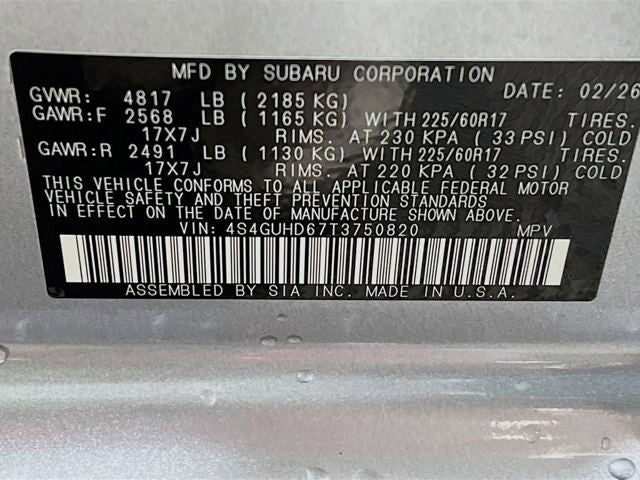 MFD BY SUBARU CORPORATION DATE: 02/26
GVWR: 4817 LB ( 2185 KG)
GAWR:F 2568 LB ( 1165 KG) WITH 225/60R17 TIRES.
17X7J RIMS. AT 230 KPA ( 33 PSI) COLD
GAWR:R 2491 LB ( 1130 KG) WITH 225/60R17 TIRES.
17X7J RIMS. AT 220 KPA ( 32 PSI) COLD
THIS VEHICLE CONFORMS TO ALL APPLICABLE FEDERAL MOTOR
VEHICLE SAFETY AND THEFT PREVENTION STANDARDS
IN EFFECT ON THE DATE OF MANUFACTURE SHOWN ABOVE.
VIN: 4S4GUHD67T3750820 MPV
ASSEMBLED BY SIA INC. MADE IN U.S.A.